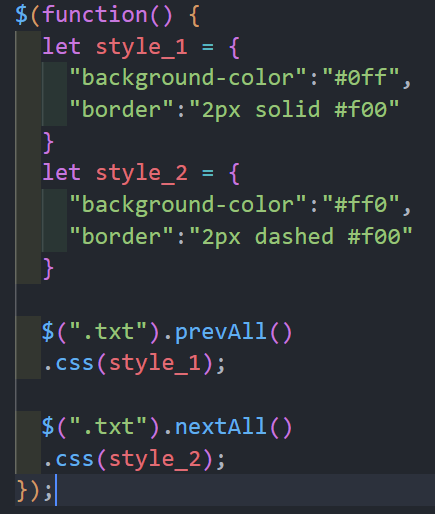 $(function() {
let style_1 = {
"background-color":"#0ff",
"border":"2px solid #f00"
}
let style_2 = {
"background-color":"#ff0",
"border":"2px dashed #f00"
}
$(".txt").prevAll()
.css(style_1);
$(".txt").nextAll()
.css(style_2);
});